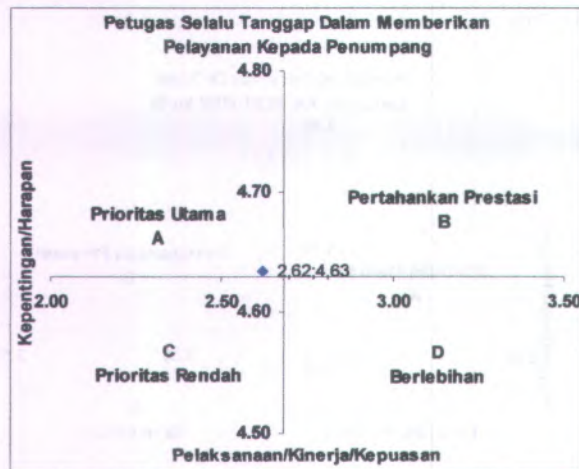 Petugas Selalu Tanggap Dalam Memberikan
Pelayanan Kepada Penumpang
4.80
4.70
Prioritas Utama
A
Pertahankan Prestasi
B
Kepentingan/Harapan
2,62;4,63
2.00
2.50
3.00
3.50
4.60
C
Prioritas Rendah
D
Berlebihan
4.50
Pelaksanaan/Kinerja/Kepuasan